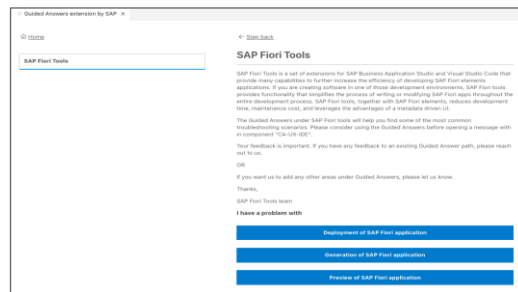 Guided Answers extension by SAP ×
Home
SAP Fiori Tools
Step back
SAP Fiori Tools
SAP Fiori Tools is a set of extensions for SAP Business Application Studio and Visual Studio Code that
provide many capabilities to further increase the efficiency of developing SAP Fiori elements
applications. If you are creating software in one of those development environments, SAP Fiori tools
provides functionality that simplifies the process of writing or modifying SAP Fiori apps throughout the
entire development process. SAP Fiori tools, together with SAP Fiori elements, reduces development
time, maintenance cost, and leverages the advantages of a metadata driven UI.
The Guided Answers under SAP Fiori tools will help you find some of the most common
troubleshooting scenarios. Please consider using the Guided Answers before opening a message with
in component "CA-UX-IDE".
Your feedback is important. If you have any feedback to an existing Guided Answer path, please reach
out to us.
OR
If you want us to add any other areas under Guided Answers, please let us know.
Thanks,
SAP Fiori Tools team
I have a problem with
Deployment of SAP Fiori application
Generation of SAP Fiori application
Preview of SAP Fiori application